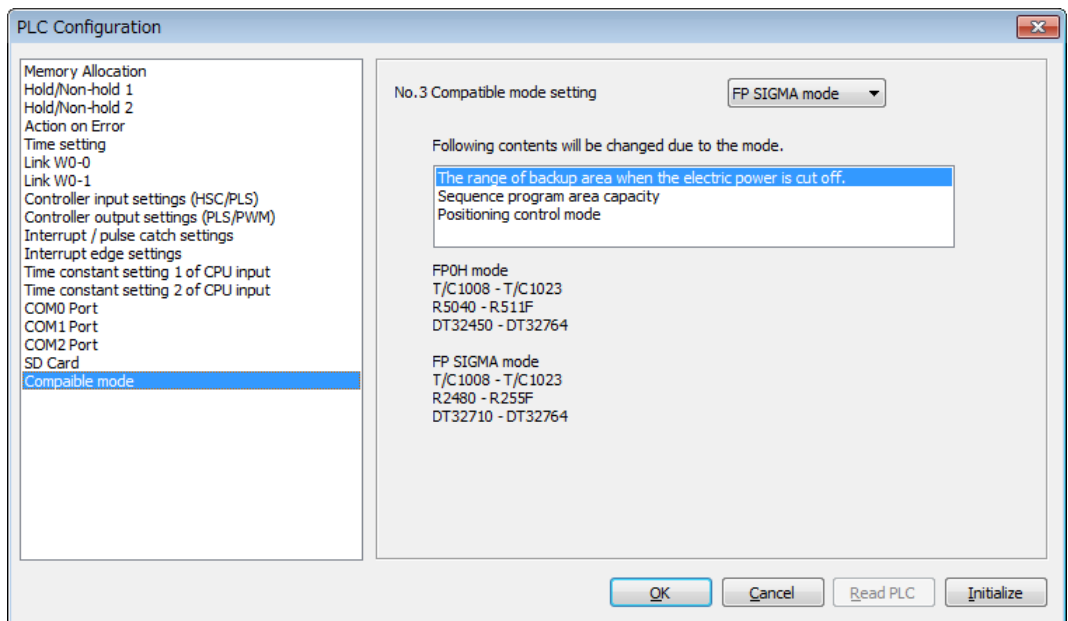 PLC Configuration
Memory Allocation
Hold/Non-hold 1
Hold/Non-hold 2
Action on Error
Time setting
Link W0-0
Link W0-1
Controller input settings (HSC/PLS)
Controller output settings (PLS/PWM)
Interrupt / pulse catch settings
Interrupt edge settings
Time constant setting 1 of CPU input
Time constant setting 2 of CPU input
COM0 Port
COM1 Port
COM2 Port
SD Card
Compaible mode
No.3 Compatible mode setting
FP SIGMA mode
Following contents will be changed due to the mode.
The range of backup area when the electric power is cut off.
Sequence program area capacity
Positioning control mode
FP0H mode
T/C1008 - T/C1023
R5040 - R511F
DT32450 - DT32764
FP SIGMA mode
T/C1008 - T/C1023
R2480 - R255F
DT32710 - DT32764
OK
Cancel
Read PLC
Initialize